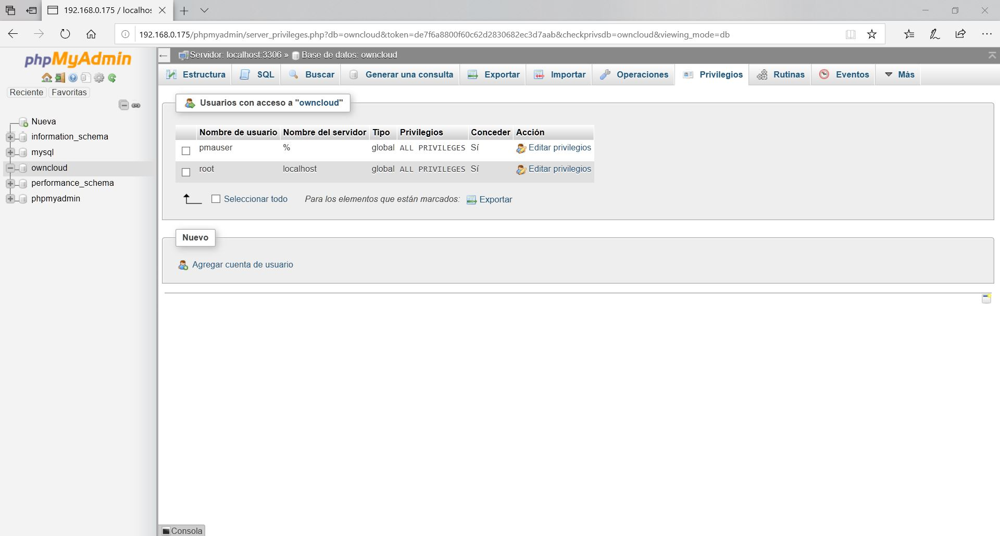 192.168.0.175 / localhos
192.168.0.175/phpmyadmin/server_privileges.php?db=owncloud&token=de7f6a8800f60c62d2830682ec3d7aab&checkprivsdb=owncloud&viewing_mode=db
phpMyAdmin
Reciente Favoritas
Nueva
information_schema
mysql
owncloud
performance_schema
phpmyadmin
Servidor: localhost:3306 » Base de datos: owncloud
Estructura SQL Buscar Generar una consulta Exportar Importar Operaciones Privilegios Rutinas Eventos Más
Usuarios con acceso a "owncloud"
Nombre de usuario Nombre del servidor Tipo Privilegios Conceder Acción
pmauser % global ALL PRIVILEGES Sí Editar privilegios
root localhost global ALL PRIVILEGES Sí Editar privilegios
Seleccionar todo Para los elementos que están marcados: Exportar
Nuevo
Agregar cuenta de usuario
Consola